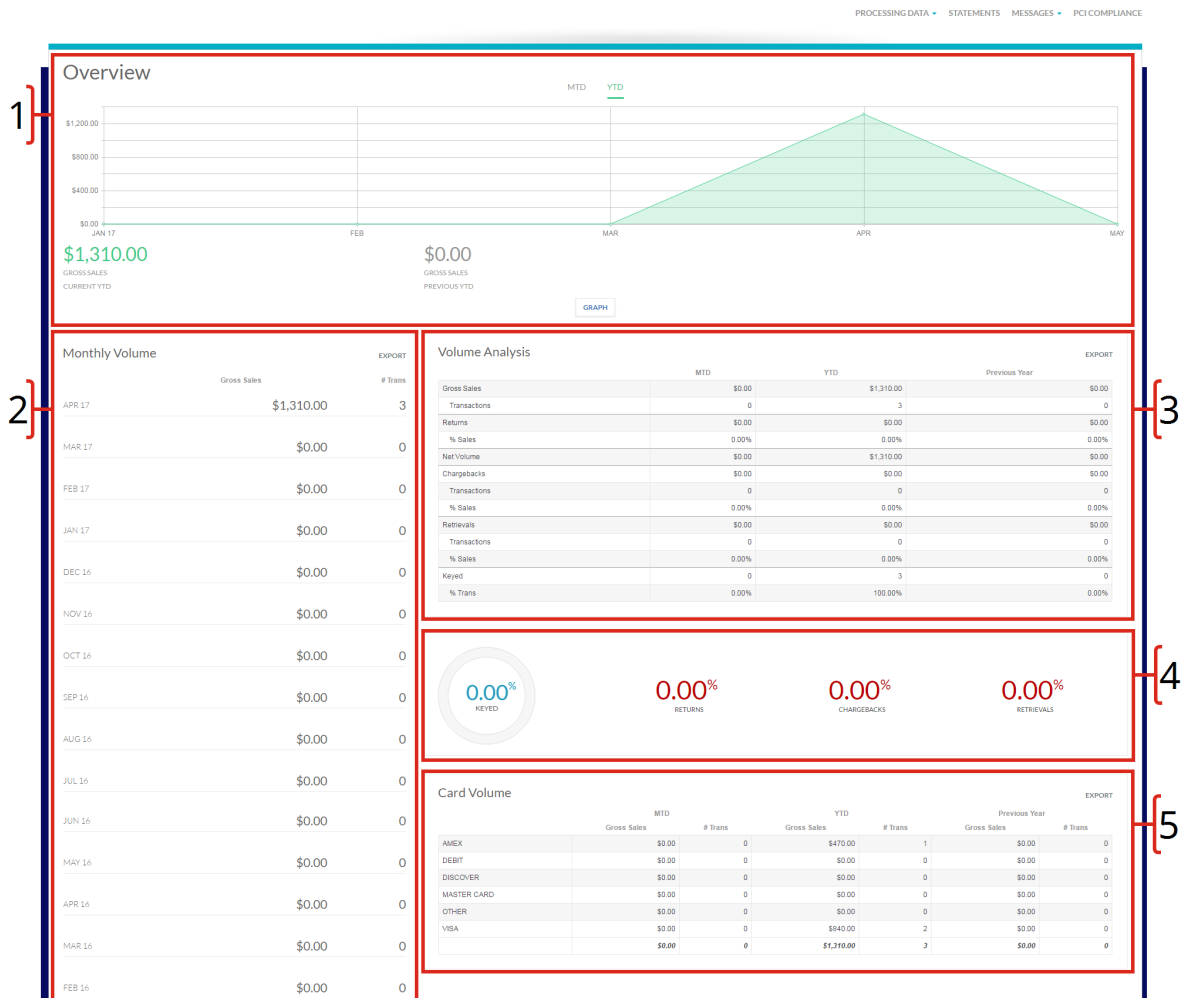 PROCESSING DATA STATEMENTS MESSAGES PCI COMPLIANCE
Overview
MTD YTD
1
$1,200.00
$800.00
$400.00
$0.00
JAN 17 FEB MAR APR MAY
$1,310.00 $0.00
GROSS SALES GROSS SALES
CURRENT YTD PREVIOUS YTD
GRAPH
2
Monthly Volume EXPORT
Gross Sales # Trans
APR 17 $1,310.00 3
MAR 17 $0.00 0
FEB 17 $0.00 0
JAN 17 $0.00 0
DEC 16 $0.00 0
NOV 16 $0.00 0
OCT 16 $0.00 0
SEP 16 $0.00 0
AUG 16 $0.00 0
JUL 16 $0.00 0
JUN 16 $0.00 0
MAY 16 $0.00 0
APR 16 $0.00 0
MAR 16 $0.00 0
FEB 16 $0.00 0
3
Volume Analysis EXPORT
MTD YTD Previous Year
Gross Sales $0.00 $1,310.00 $0.00
Transactions 0 3 0
Returns $0.00 $0.00 $0.00
% Sales 0.00% 0.00% 0.00%
Net Volume $0.00 $1,310.00 $0.00
Chargebacks $0.00 $0.00 $0.00
Transactions 0 0 0
% Sales 0.00% 0.00% 0.00%
Retrievals $0.00 $0.00 $0.00
Transactions 0 0 0
% Sales 0.00% 0.00% 0.00%
Keyed 0 3 0
% Trans 0.00% 100.00% 0.00%
4
0.00% 0.00% 0.00% 0.00%
KEYED RETURNS CHARGEBACKS RETRIEVALS
5
Card Volume EXPORT
MTD YTD Previous Year
Gross Sales # Trans Gross Sales # Trans Gross Sales # Trans
AMEX $0.00 0 $470.00 1 $0.00 0
DEBIT $0.00 0 $0.00 0 $0.00 0
DISCOVER $0.00 0 $0.00 0 $0.00 0
MASTER CARD $0.00 0 $0.00 0 $0.00 0
OTHER $0.00 0 $0.00 0 $0.00 0
VISA $0.00 0 $840.00 2 $0.00 0
$0.00 0 $1,310.00 3 $0.00 0